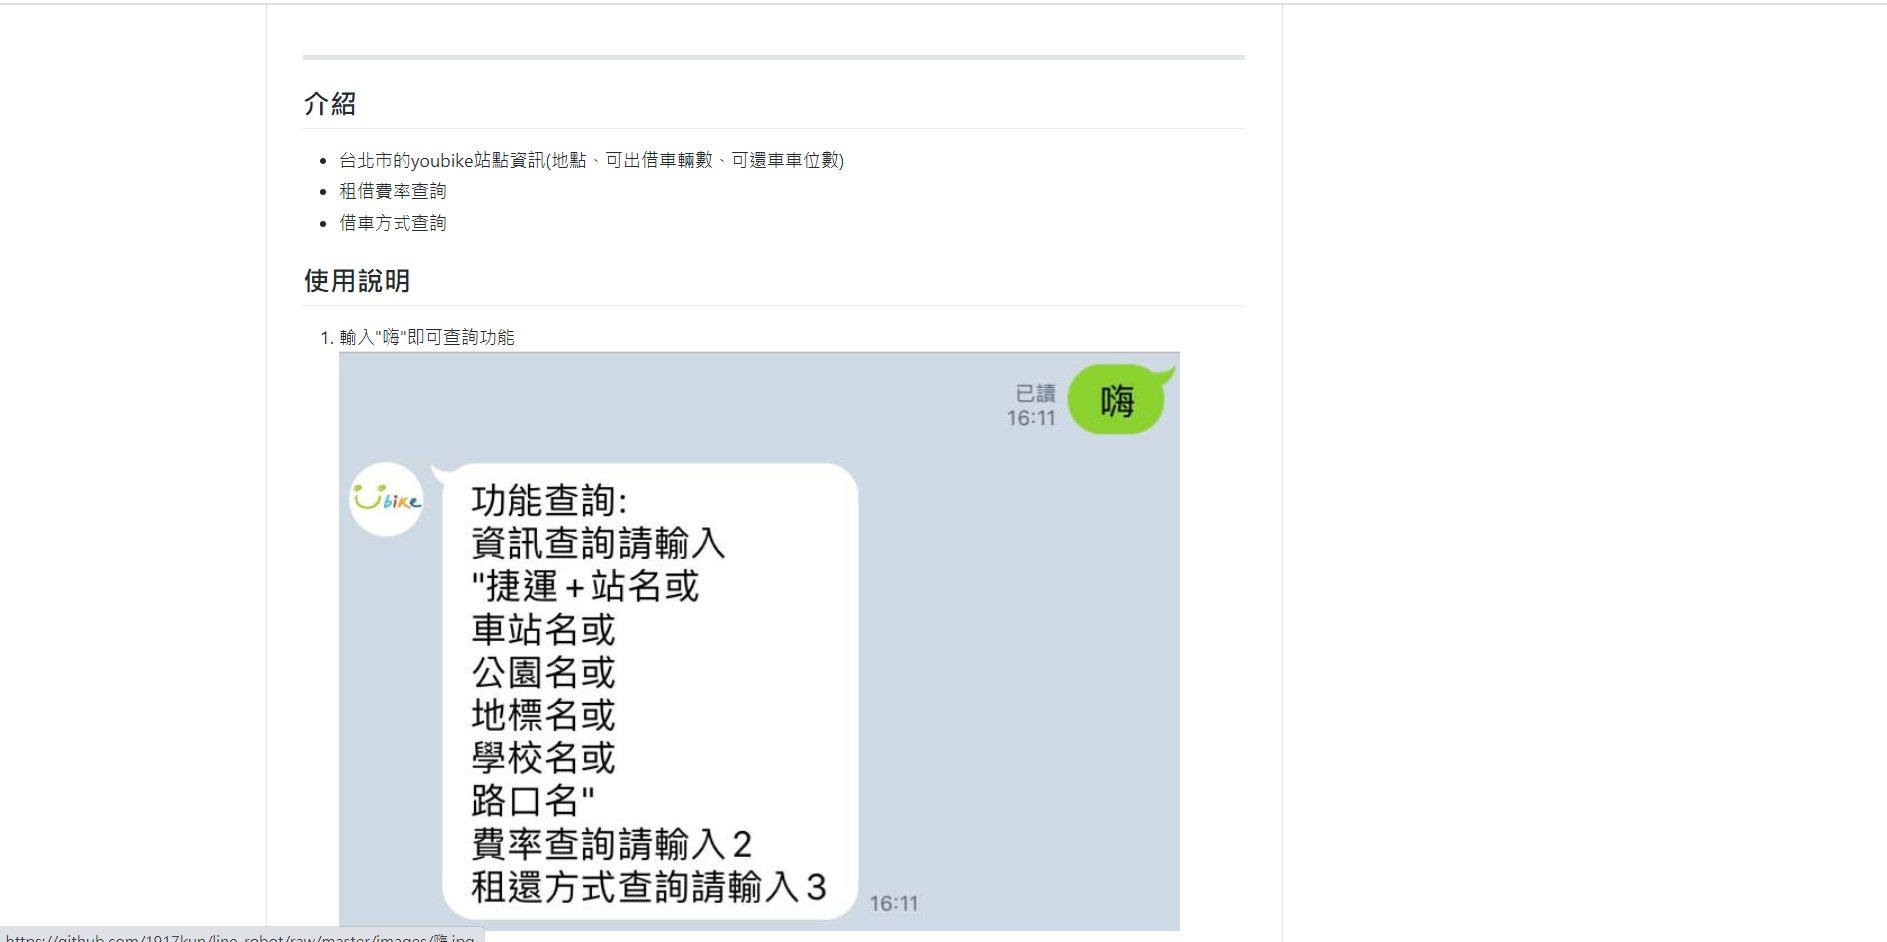 介紹
台北市的youbike站點資訊(地點、可出借車輛數、可還車車位數)
租借費率查詢
借車方式查詢
使用說明
1. 輸入"嗨"即可查詢功能
已讀
16:11
嗨
Ubike
功能查詢:
資訊查詢請輸入
"捷運+站名或
車站名或
公園名或
地標名或
學校名或
路口名"
費率查詢請輸入2
租還方式查詢請輸入3
16:11
https://github.com/1917kun/line-robot/raw/master/images/嗨.jpg